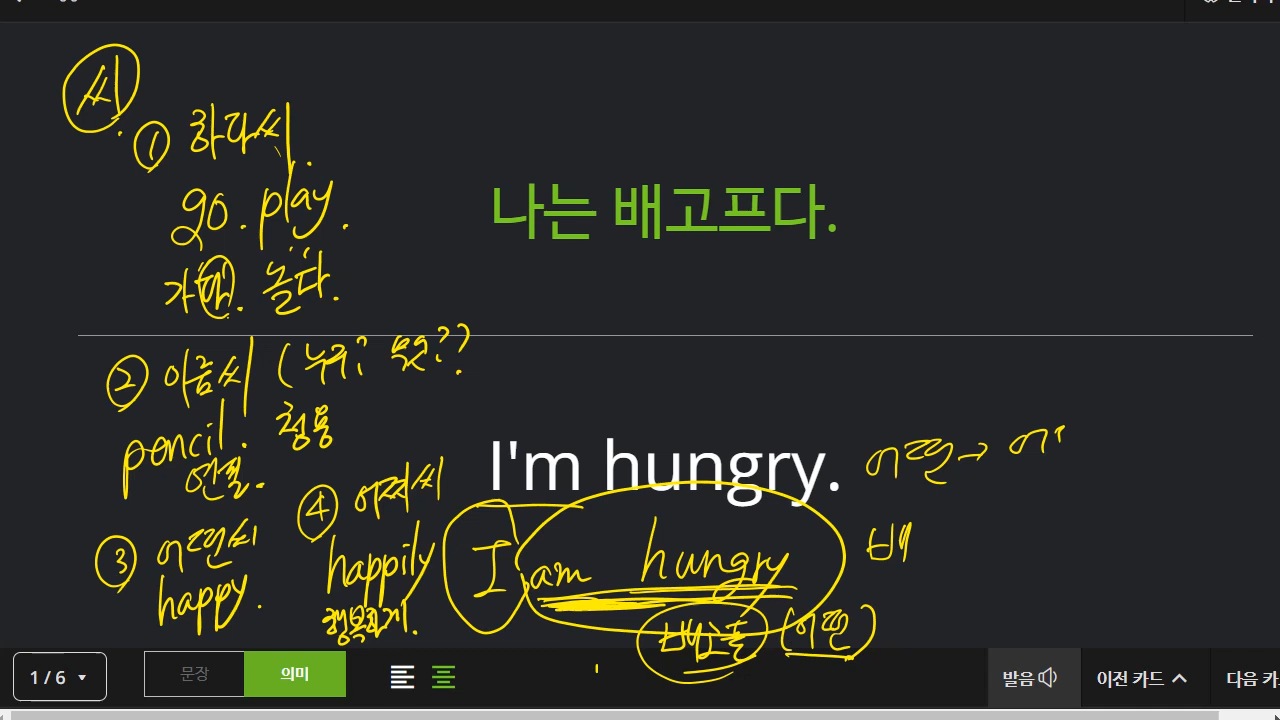 씨.
① 하다씨.
go. play.
가다. 놀다.
나는 배고프다.
② 이름씨 (누구? 무엇??
pencil. 청룡
연필.
③ 어떤씨
happy.
④ 어찌씨
happily
행복하게.
I'm hungry.
I am hungry
배고픈 (어떤)
어떤→ 어
배
1 / 6
문장
의미
발음
이전 카드
다음 카